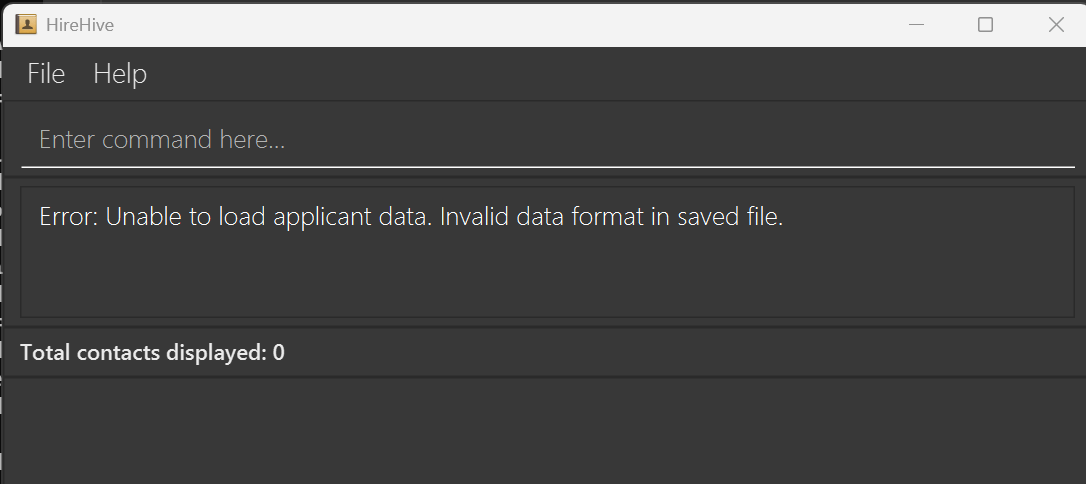 HireHive
File Help
Enter command here...
Error: Unable to load applicant data. Invalid data format in saved file.
Total contacts displayed: 0